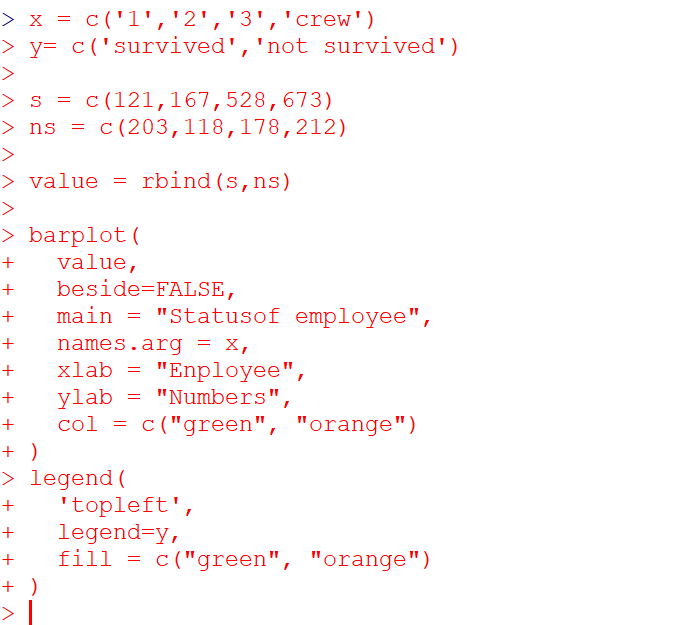 > x = c('1','2','3','crew')
> y= c('survived','not survived')
>
> s = c(121,167,528,673)
> ns = c(203,118,178,212)
>
> value = rbind(s,ns)
>
> barplot(
+   value,
+   beside=FALSE,
+   main = "Statusof employee",
+   names.arg = x,
+   xlab = "Enployee",
+   ylab = "Numbers",
+   col = c("green", "orange")
+ )
> legend(
+   'topleft',
+   legend=y,
+   fill = c("green", "orange")
+ )
>